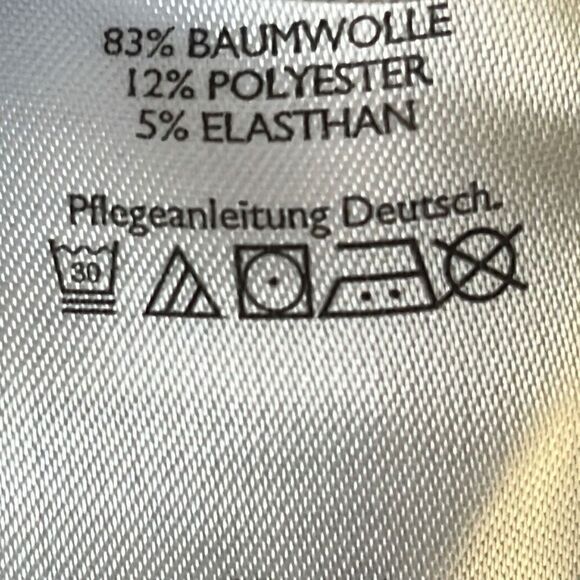 83% BAUMWOLLE
12% POLYESTER
5% ELASTHAN
Pflegeanleitung Deutsch.
30